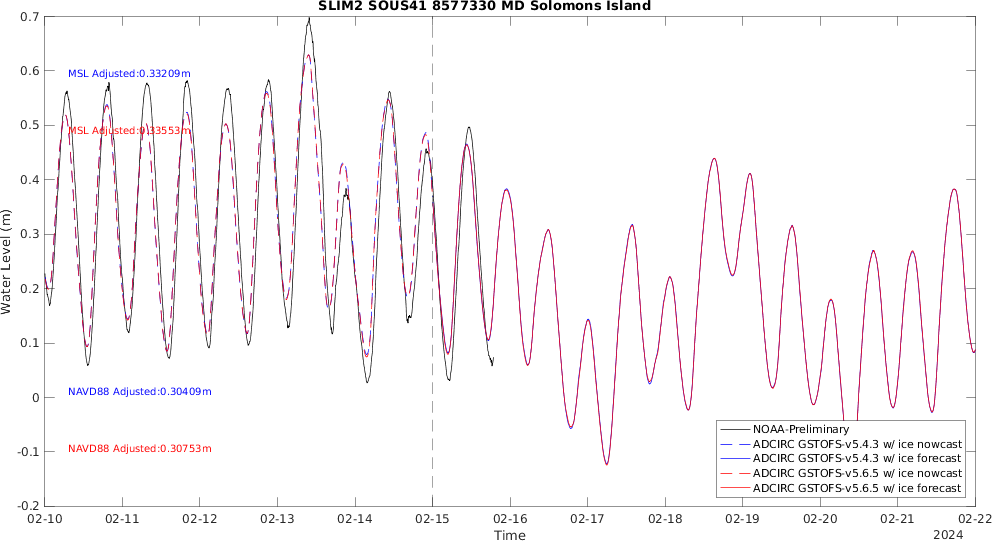 SLIM2 SOUS41 8577330 MD Solomons Island
0.7
0.6
0.5
0.4
0.3
0.2
0.1
0
-0.1
-0.2
Water Level (m)
MSL Adjusted:0.33209m
MSL Adjusted:0.33553m
NAVD88 Adjusted:0.30409m
NAVD88 Adjusted:0.30753m
NOAA-Preliminary
ADCIRC GSTOFS-v5.4.3 w/ ice nowcast
ADCIRC GSTOFS-v5.4.3 w/ ice forecast
ADCIRC GSTOFS-v5.6.5 w/ ice nowcast
ADCIRC GSTOFS-v5.6.5 w/ ice forecast
02-10 02-11 02-12 02-13 02-14 02-15 02-16 02-17 02-18 02-19 02-20 02-21 02-22
Time
2024